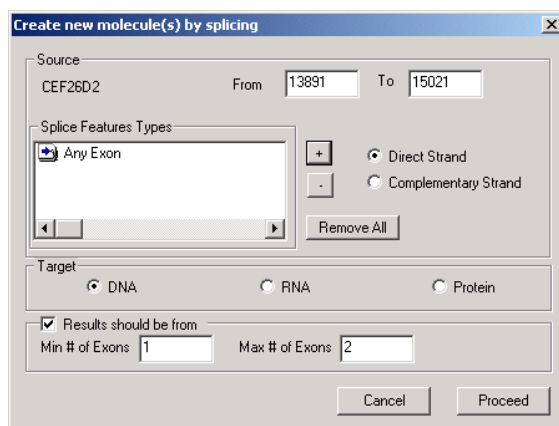 Create new molecule(s) by splicing
Source
CEF26D2
From 13891 To 15021
Splice Features Types
Any Exon
+
-
Direct Strand
Complementary Strand
Remove All
Target
DNA RNA Protein
Results should be from
Min # of Exons 1 Max # of Exons 2
Cancel Proceed